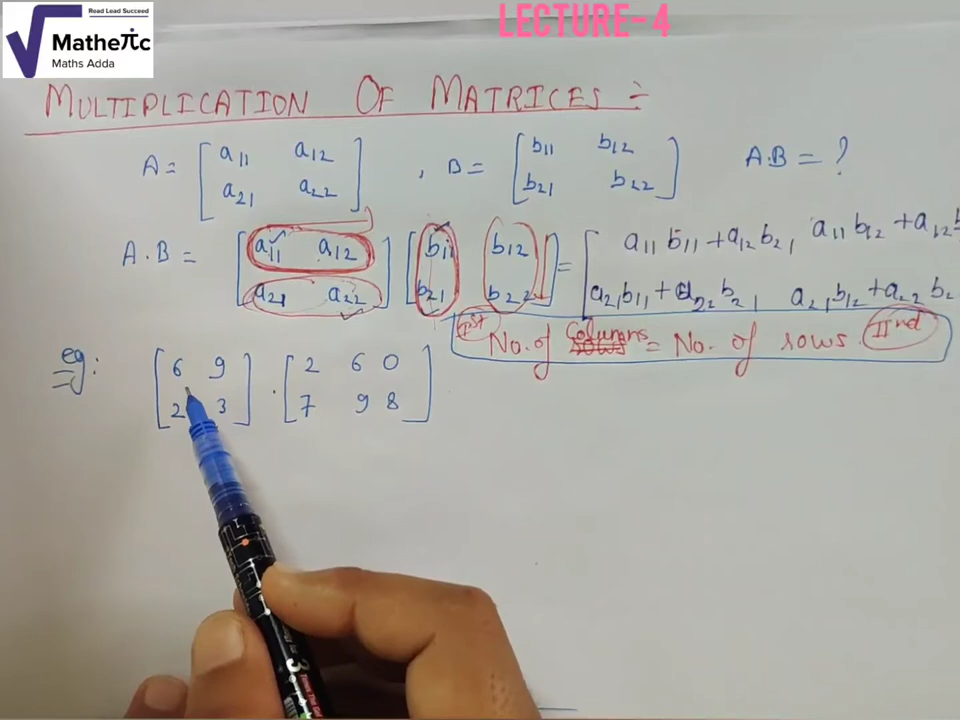 LECTURE-4
Read Lead Succeed
Matheπc
Maths Adda
MULTIPLICATION OF MATRICES :-
A = [a11 a12
a21 a22] , B = [b11 b12
b21 b22] A.B = ?
A.B = [a11 a12
a21 a22] [b11 b12
b21 b22] = [a11 b11 + a12 b21 a11 b12 + a12 b
a21 b11 + a22 b21 a21 b12 + a22 b2
Ist No. of Columns = No. of rows IInd
eg: [6 9
2 3] . [2 6 0
7 9 8]
3